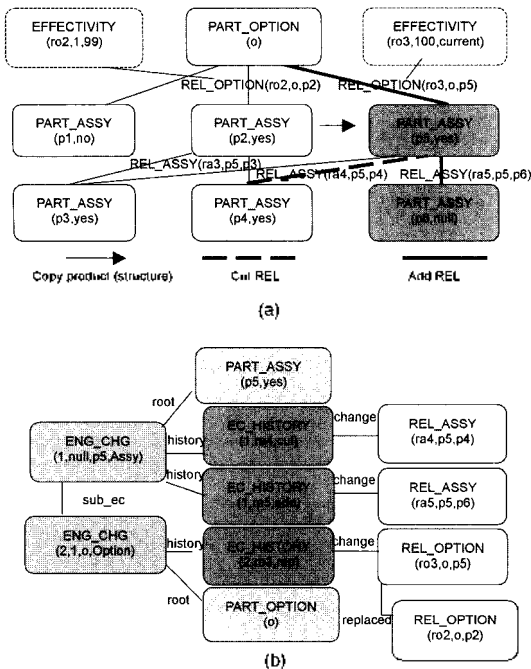 EFFECTIVITY
(ro2,1,99)
PART_OPTION
(o)
EFFECTIVITY
(ro3,100,current)
REL_OPTION(ro2,o,p2)
REL_OPTION(ro3,o,p5)
PART_ASSY
(p1,no)
PART_ASSY
(p2,yes)
PART_ASSY
(p5,yes)
REL_ASSY(ra3,p5,p3)
REL_ASSY(ra4,p5,p4)
REL_ASSY(ra5,p5,p6)
PART_ASSY
(p3,yes)
PART_ASSY
(p4,yes)
PART_ASSY
(p6,null)
Copy product (structure)
Cut REL
Add REL
(a)
PART_ASSY
(p5,yes)
root
ENG_CHG
(1,null,p5,Assy)
history
EC_HISTORY
(1,ra4,cut)
change
REL_ASSY
(ra4,p5,p4)
history
EC_HISTORY
change
REL_ASSY
(ra5,p5,p6)
sub_ec
ENG_CHG
(2,1,o,Option)
history
EC_HISTORY
(2,ro3,rep)
change
REL_OPTION
(ro3,o,p5)
root
PART_OPTION
(o)
replaced
REL_OPTION
(ro2,o,p2)
(b)